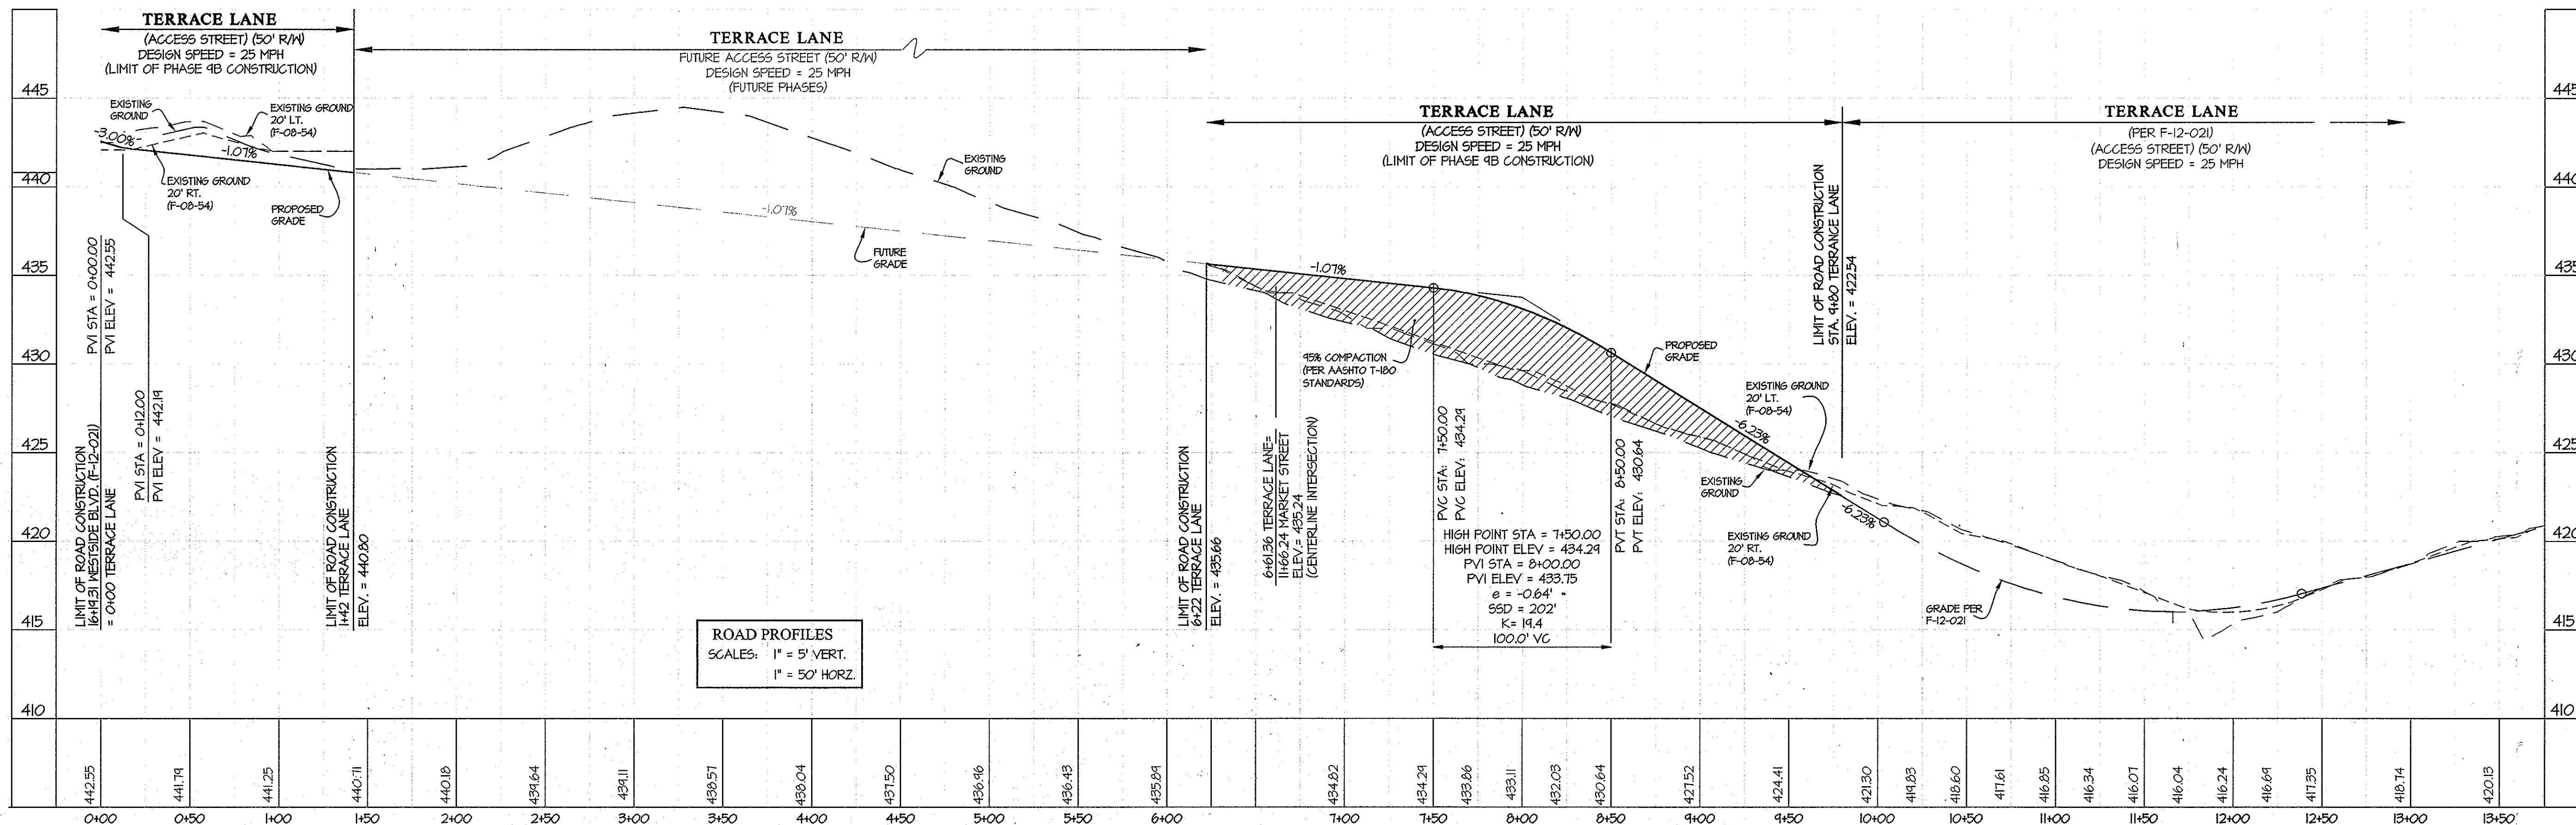 TERRACE LANE
(ACCESS STREET) (50' R/W)
DESIGN SPEED = 25 MPH
(LIMIT OF PHASE 9B CONSTRUCTION)
TERRACE LANE
FUTURE ACCESS STREET (50' R/W)
DESIGN SPEED = 25 MPH
(FUTURE PHASES)
TERRACE LANE
(ACCESS STREET) (50' R/W)
DESIGN SPEED = 25 MPH
(LIMIT OF PHASE 9B CONSTRUCTION)
TERRACE LANE
(PER F-12-021)
(ACCESS STREET) (50' R/W)
DESIGN SPEED = 25 MPH
445
440
435
430
425
420
415
410
445
440
435
430
425
420
415
410
EXISTING
GROUND
EXISTING GROUND
20' LT.
(F-08-54)
-3.00%
-1.07%
EXISTING GROUND
20' RT.
(F-08-54)
PROPOSED
GRADE
PVI STA = 0+00.00
PVI ELEV = 442.55
PVI STA = 0+12.00
PVI ELEV = 442.19
LIMIT OF ROAD CONSTRUCTION
16+19.31 WESTSIDE BLVD. (F-12-021)
= 0+00 TERRACE LANE
LIMIT OF ROAD CONSTRUCTION
1+42 TERRACE LANE
ELEV. = 440.80
-1.07%
FUTURE
GRADE
EXISTING
GROUND
ROAD PROFILES
SCALES: 1" = 5' VERT.
1" = 50' HORZ.
LIMIT OF ROAD CONSTRUCTION
6+22 TERRACE LANE
ELEV. = 435.66
6+61.36 TERRACE LANE=
11+66.24 MARKET STREET
ELEV.= 435.24
(CENTERLINE INTERSECTION)
-1.07%
95% COMPACTION
(PER AASHTO T-180
STANDARDS)
PVC STA: 7+50.00
PVC ELEV: 434.29
HIGH POINT STA = 7+50.00
HIGH POINT ELEV = 434.29
PVI STA = 8+00.00
PVI ELEV = 433.75
e = -0.64'
SSD = 202'
K= 19.4
100.0' VC
PVT STA: 8+50.00
PVT ELEV: 430.64
PROPOSED
GRADE
-6.23%
EXISTING GROUND
20' LT.
(F-08-54)
EXISTING
GROUND
EXISTING GROUND
20' RT.
(F-08-54)
-6.23%
LIMIT OF ROAD CONSTRUCTION
STA. 9+80 TERRANCE LANE
ELEV. = 422.54
GRADE PER
F-12-021
442.55
441.79
441.25
440.71
440.18
439.64
439.11
438.57
438.04
437.50
436.96
436.43
435.89
434.82
434.29
433.86
433.11
432.03
430.64
427.52
424.41
421.30
419.83
418.60
417.61
416.85
416.34
416.07
416.04
416.24
416.69
417.35
418.74
420.13
0+00
0+50
1+00
1+50
2+00
2+50
3+00
3+50
4+00
4+50
5+00
5+50
6+00
7+00
7+50
8+00
8+50
9+00
9+50
10+00
10+50
11+00
11+50
12+00
12+50
13+00
13+50